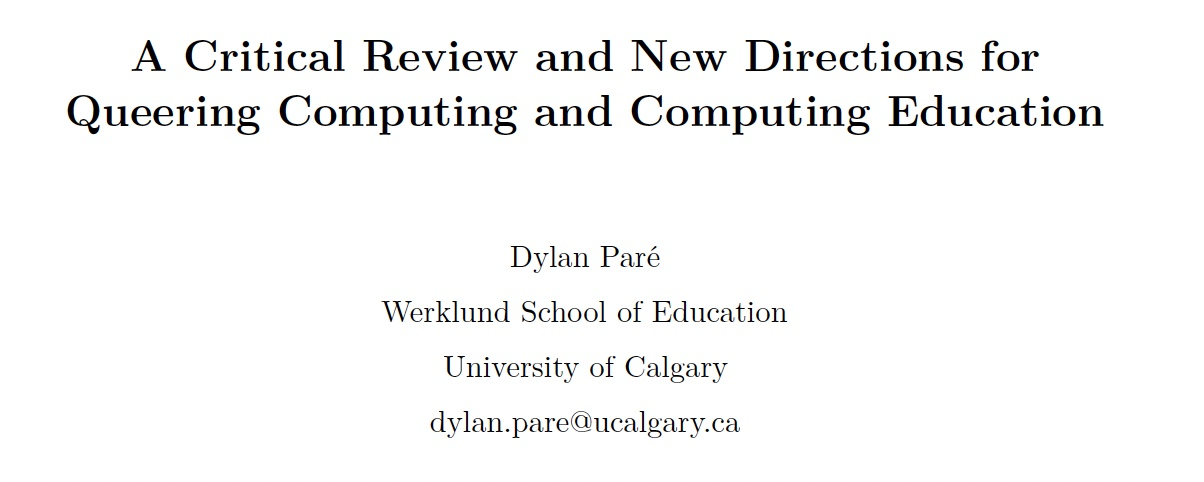 A Critical Review and New Directions for
Queering Computing and Computing Education
Dylan Paré
Werklund School of Education
University of Calgary
dylan.pare@ucalgary.ca